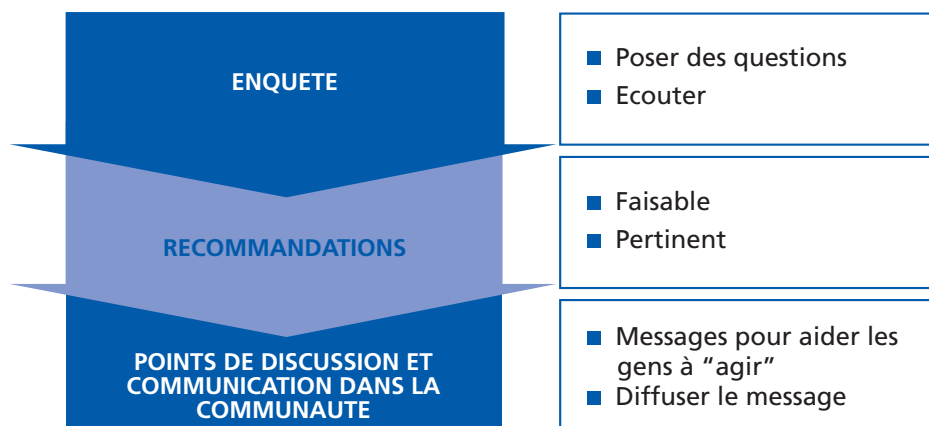 ENQUETE
■ Poser des questions
■ Ecouter
RECOMMANDATIONS
■ Faisable
■ Pertinent
POINTS DE DISCUSSION ET
COMMUNICATION DANS LA
COMMUNAUTE
■ Messages pour aider les
gens à “agir”
■ Diffuser le message